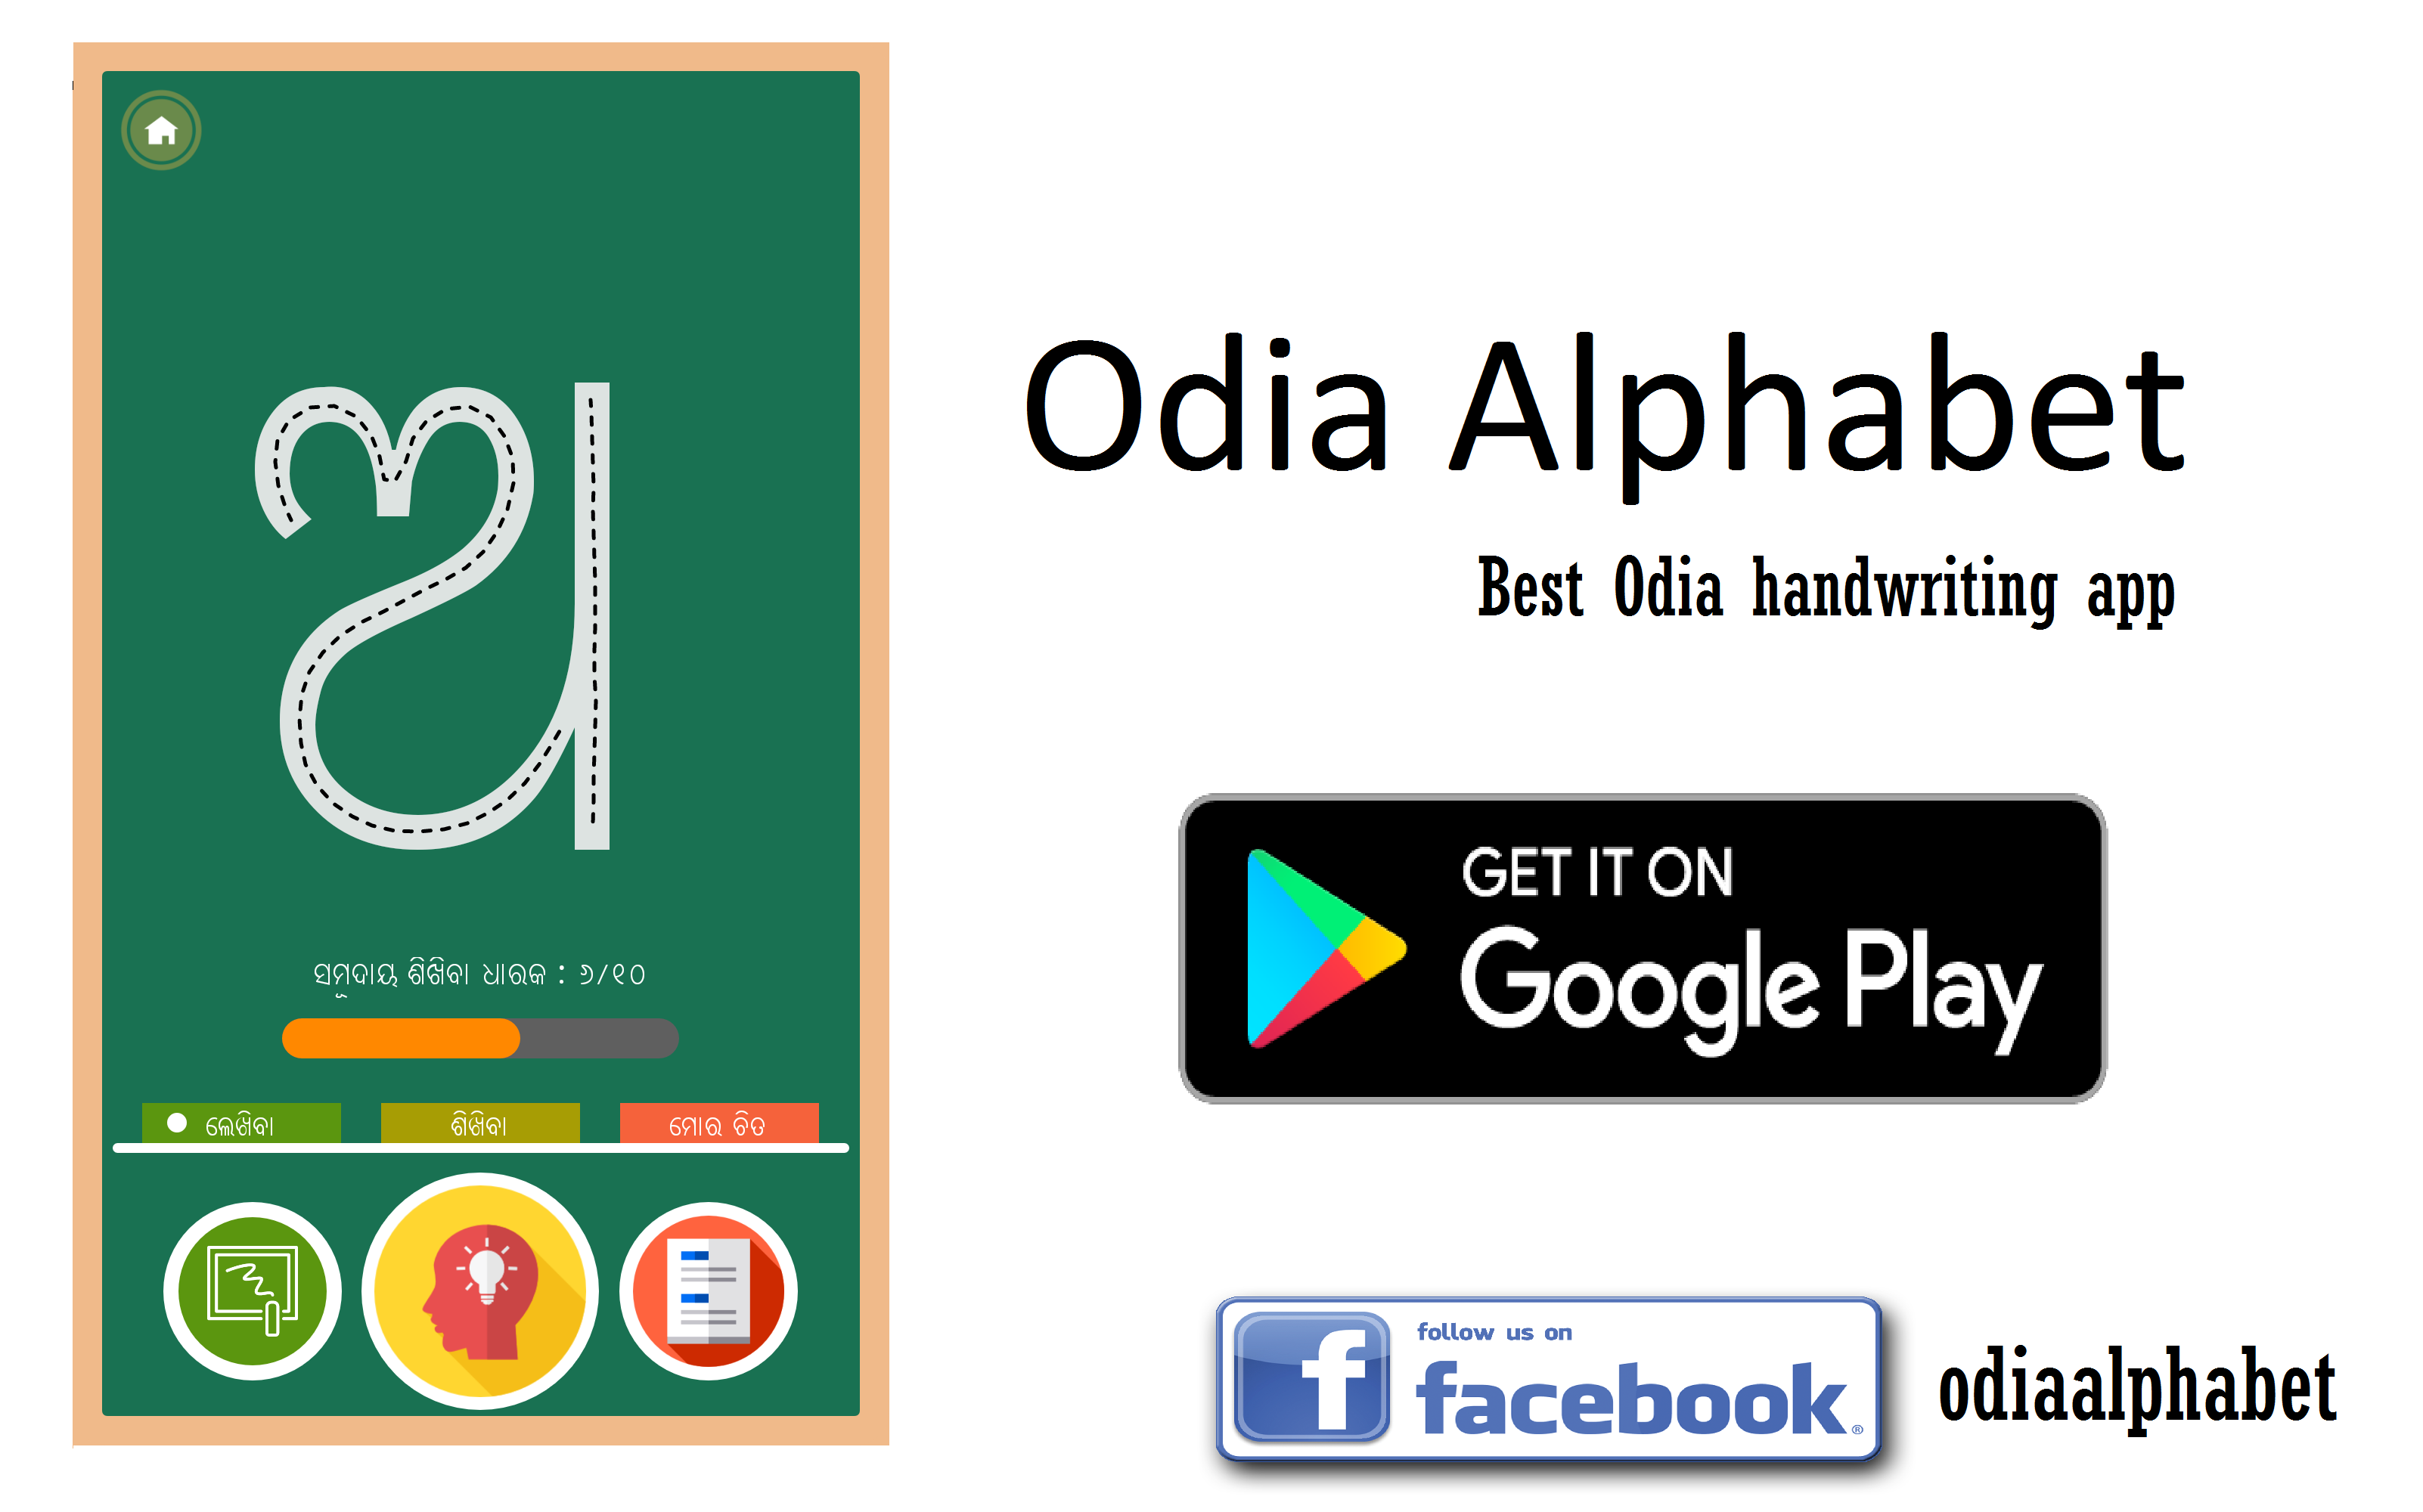 ଅ
ସମୁଦାୟ ଶିଖିବା ଧାରଳ : ୬/୧୦
ଲେଖିବା
ଶିଖିବା
ମୋର ଚିତ
Odia Alphabet
Best Odia handwriting app
GET IT ON
Google Play
follow us on
facebook®
odiaalphabet